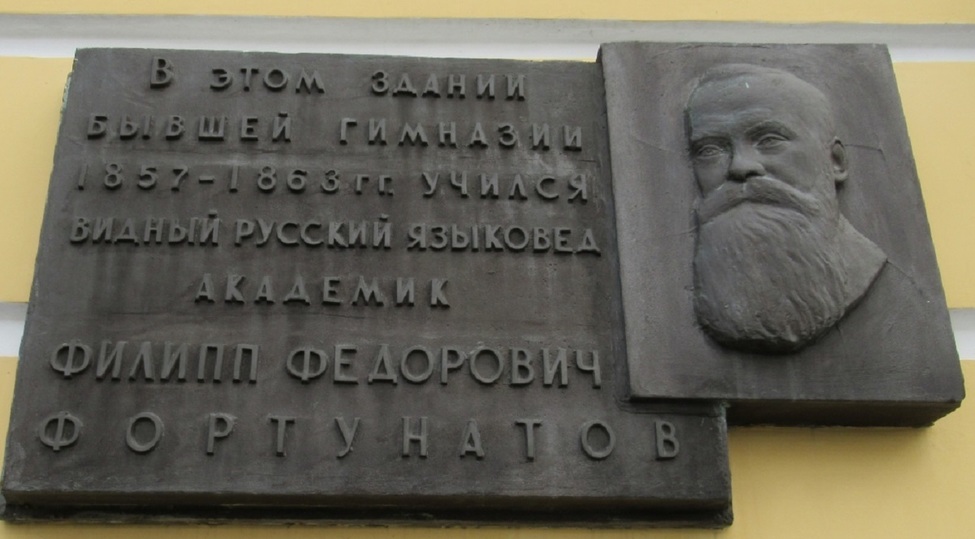 В ЭТОМ ЗДАНИИ
БЫВШЕЙ ГИМНАЗИИ
1857-1863 гг. УЧИЛСЯ
ВИДНЫЙ РУССКИЙ ЯЗЫКОВЕД
АКАДЕМИК
ФИЛИПП ФЕДОРОВИЧ
ФОРТУНАТОВ